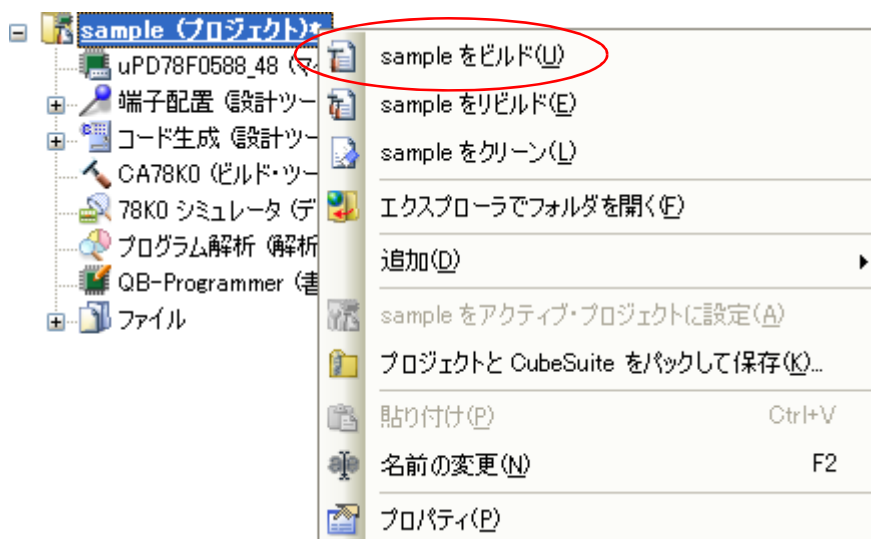 sample (プロジェクト)*
uPD78F0588_48 (マイ
端子配置 (設計ツー
コード生成 (設計ツー
CA78K0 (ビルド・ツー
78K0 シミュレータ (デ
プログラム解析 (解析
QB-Programmer (書
ファイル
sample をビルド(U)
sample をリビルド(E)
sample をクリーン(L)
エクスプローラでフォルダを開く(F)
追加(D)
sample をアクティブ・プロジェクトに設定(A)
プロジェクトと CubeSuite をパックして保存(K)...
貼り付け(P) Ctrl+V
名前の変更(N) F2
プロパティ(P)